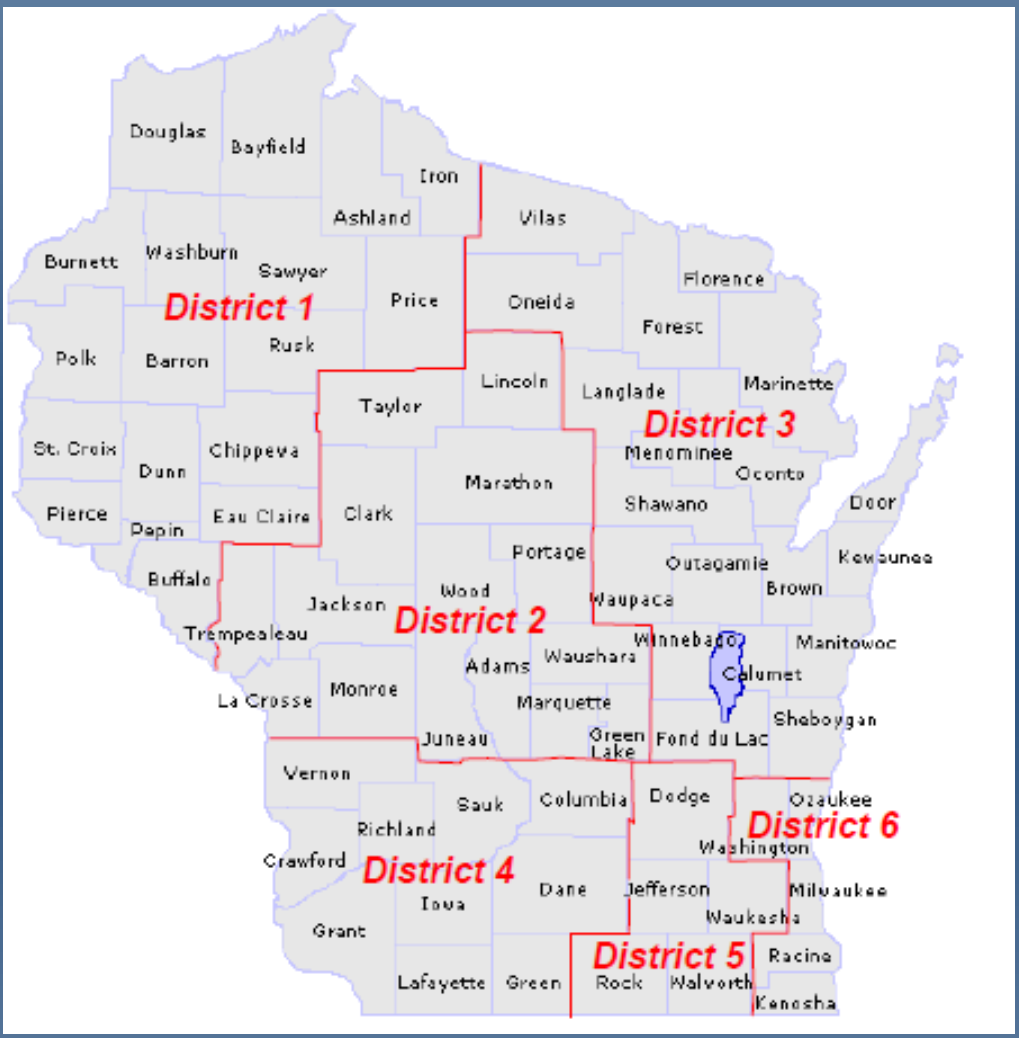 Douglas
Bayfield
Iron
Ashland
Vilas
Burnett
Washburn
Sawyer
Florence
Price
Oneida
District 1
Forest
Polk
Barron
Rusk
Lincoln
Langlade
Marinette
Taylor
District 3
St. Croix
Chippewa
Menominee
Dunn
Marathon
Oconto
Pierce
Eau Claire
Clark
Shawano
Door
Pepin
Portage
Outagamie
Kewaunee
Buffalo
Wood
Brown
Jackson
Waupaca
District 2
Trempealeau
Winnebago
Manitowoc
Adams
Waushara
Calumet
La Crosse
Monroe
Marquette
Sheboygan
Juneau
Green
Lake
Fond du Lac
Vernon
Sauk
Columbia
Dodge
Ozaukee
Richland
District 6
Washington
Crawford
District 4
Dane
Jefferson
Milwaukee
Iowa
Waukesha
Grant
District 5
Racine
Lafayette
Green
Rock
Walworth
Kenosha